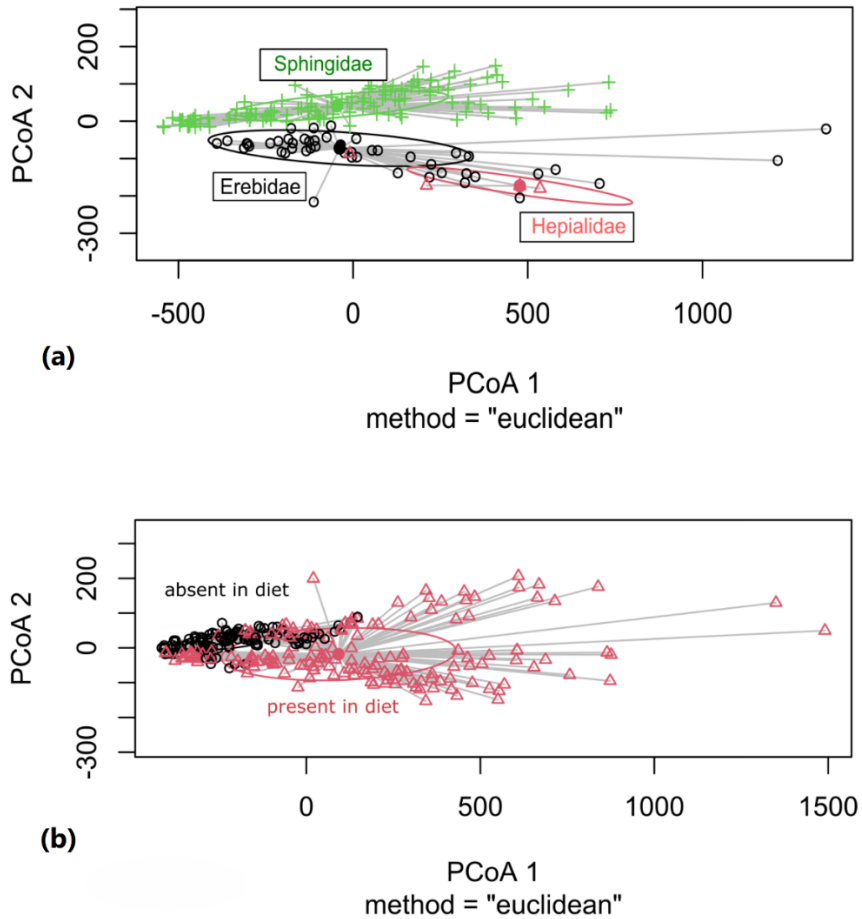 200
0
-300
PCoA 2
Sphingidae
Erebidae
Hepialidae
-500 0 500 1000
(a)
PCoA 1
method = "euclidean"
200
0
-300
PCoA 2
absent in diet
present in diet
0 500 1000 1500
(b)
PCoA 1
method = "euclidean"